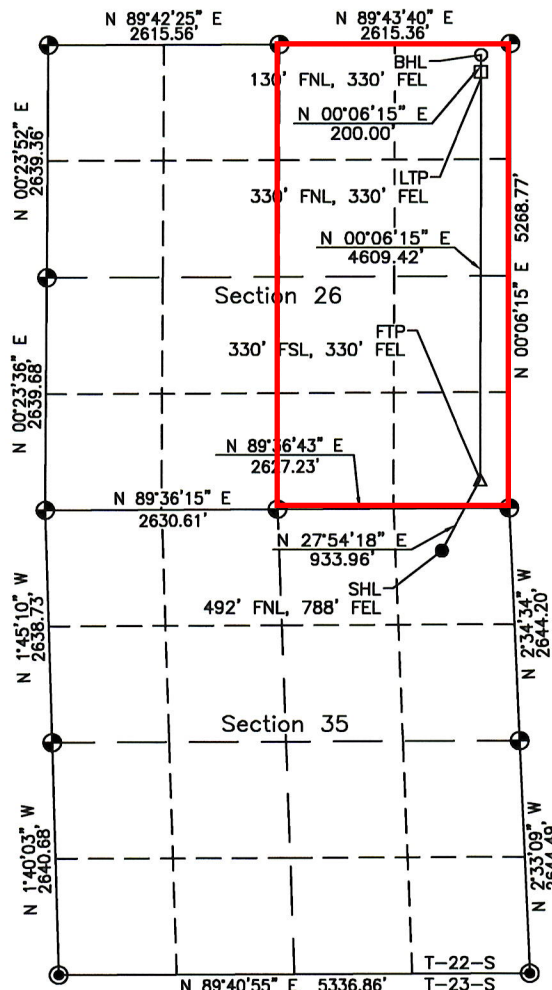 N 89°42'25" E
2615.56'
N 89°43'40" E
2615.36'
BHL
130' FNL, 330' FEL
N 00°06'15" E
200.00'
LTP
330' FNL, 330' FEL
N 00°06'15" E
4609.42'
N 00°23'52" E
2639.36'
N 00°06'15" E 5268.77'
Section 26
FTP
330' FSL, 330' FEL
N 00°23'36" E
2639.68'
N 89°36'43" E
2627.23'
N 89°36'15" E
2630.61'
N 27°54'18" E
933.96'
SHL
492' FNL, 788' FEL
N 1°45'10" W
2638.73'
N 2°34'34" W
2644.20'
Section 35
N 1°40'03" W
2640.68'
N 2°33'09" W
2644.49'
T-22-S
N 89°40'55" E 5336.86'
T-23-S